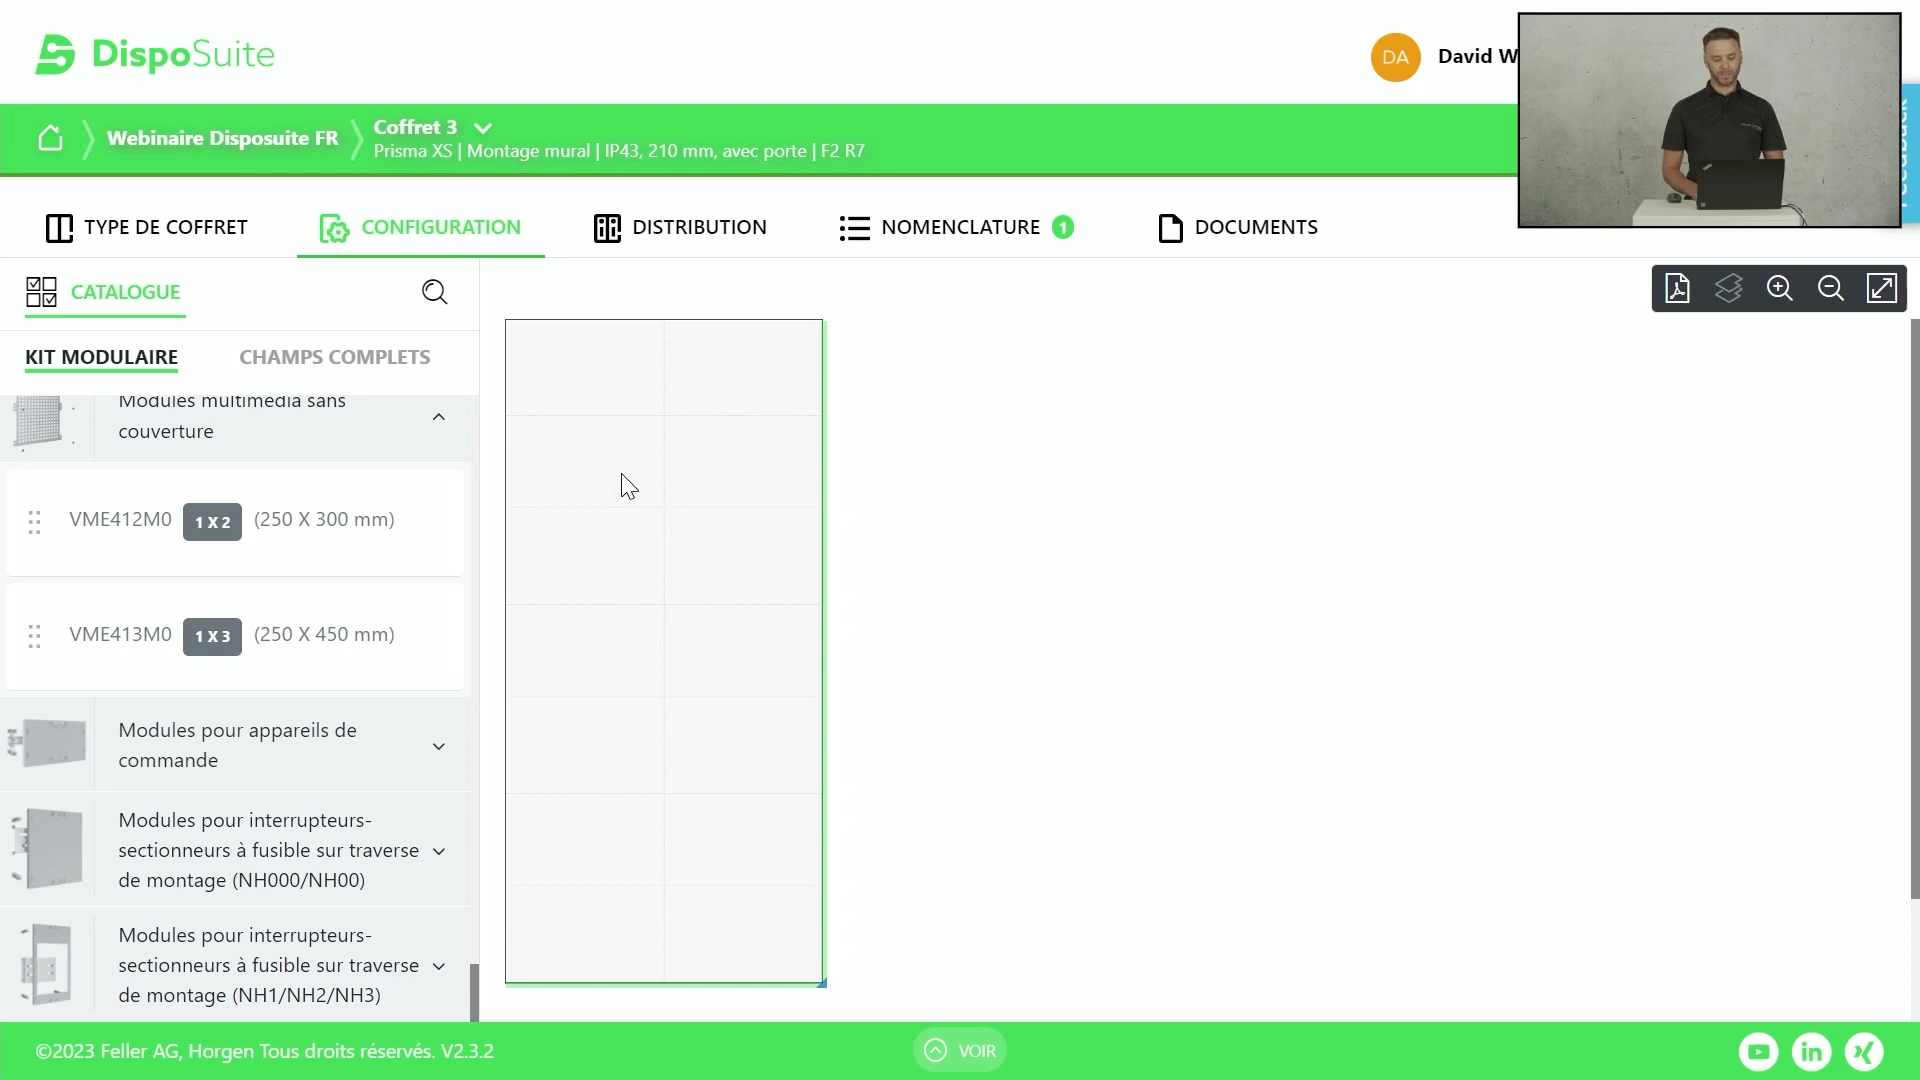 DispoSuite
DA David W
Webinaire Disposuite FR
Coffret 3
Prisma XS | Montage mural | IP43, 210 mm, avec porte | F2 R7
TYPE DE COFFRET
CONFIGURATION
DISTRIBUTION
NOMENCLATURE 1
DOCUMENTS
CATALOGUE
KIT MODULAIRE CHAMPS COMPLETS
Modules multimedia sans
couverture
VME412M0 1 X 2 (250 X 300 mm)
VME413M0 1 X 3 (250 X 450 mm)
Modules pour appareils de
commande
Modules pour interrupteurs-
sectionneurs à fusible sur traverse
de montage (NH000/NH00)
Modules pour interrupteurs-
sectionneurs à fusible sur traverse
de montage (NH1/NH2/NH3)
©2023 Feller AG, Horgen Tous droits réservés. V2.3.2
VOIR
in